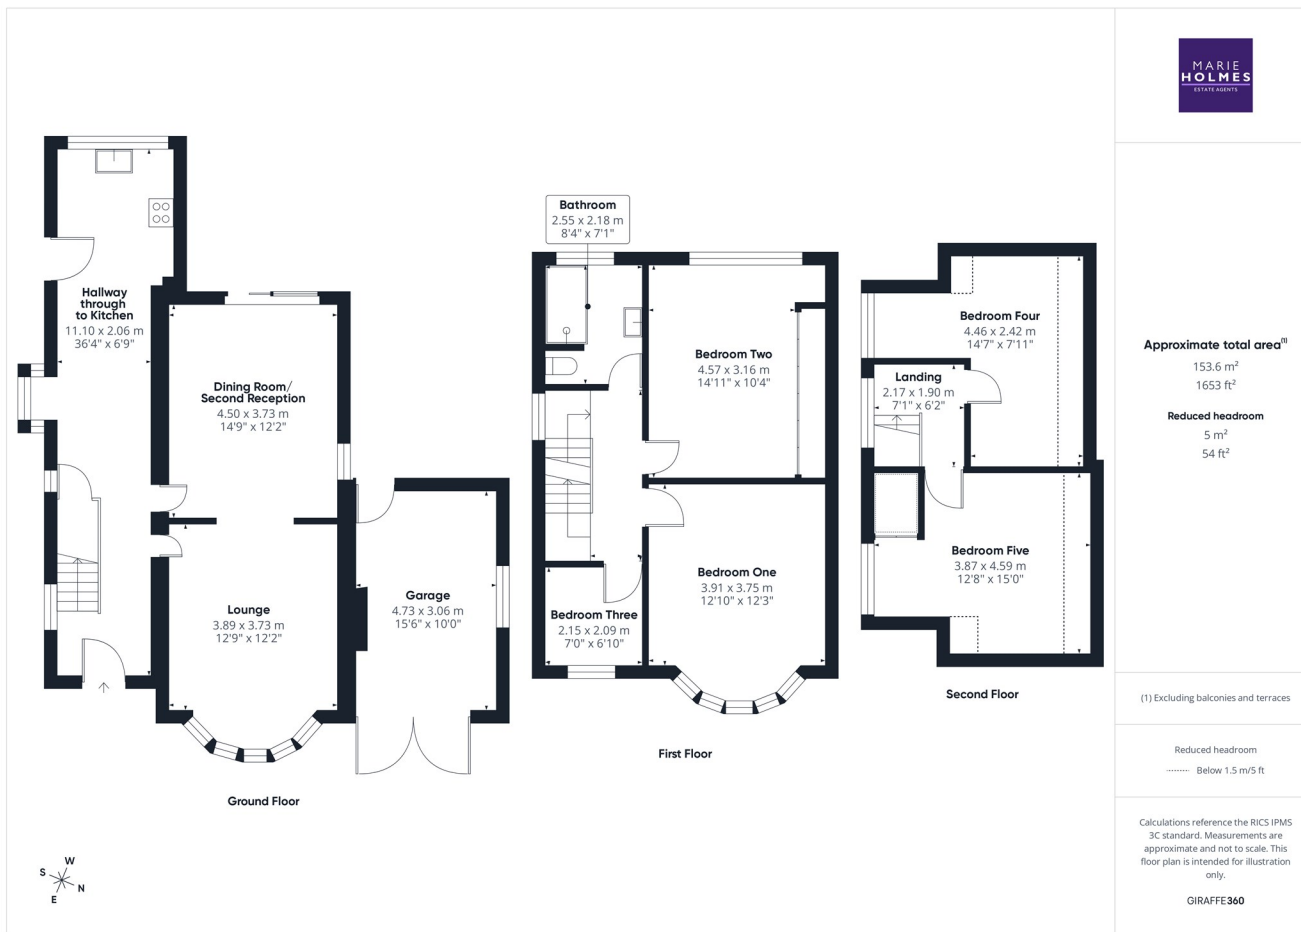 MARIE
HOLMES
ESTATE AGENTS
Bathroom
2.55 x 2.18 m
8'4" x 7'1"
Hallway
through
to Kitchen
11.10 x 2.06 m
36'4" x 6'9"
Dining Room/
Second Reception
4.50 x 3.73 m
14'9" x 12'2"
Lounge
3.89 x 3.73 m
12'9" x 12'2"
Garage
4.73 x 3.06 m
15'6" x 10'0"
Ground Floor
Bedroom Two
4.57 x 3.16 m
14'11" x 10'4"
Bedroom One
3.91 x 3.75 m
12'10" x 12'3"
Bedroom Three
2.15 x 2.09 m
7'0" x 6'10"
First Floor
Bedroom Four
4.46 x 2.42 m
14'7" x 7'11"
Landing
2.17 x 1.90 m
7'1" x 6'2"
Bedroom Five
3.87 x 4.59 m
12'8" x 15'0"
Second Floor
Approximate total area(1)
153.6 m²
1653 ft²
Reduced headroom
5 m²
54 ft²
(1) Excluding balconies and terraces
Reduced headroom
Below 1.5 m/5 ft
Calculations reference the RICS IPMS
3C standard. Measurements are
approximate and not to scale. This
floor plan is intended for illustration
only.
GIRAFFE360
W
S
N
E